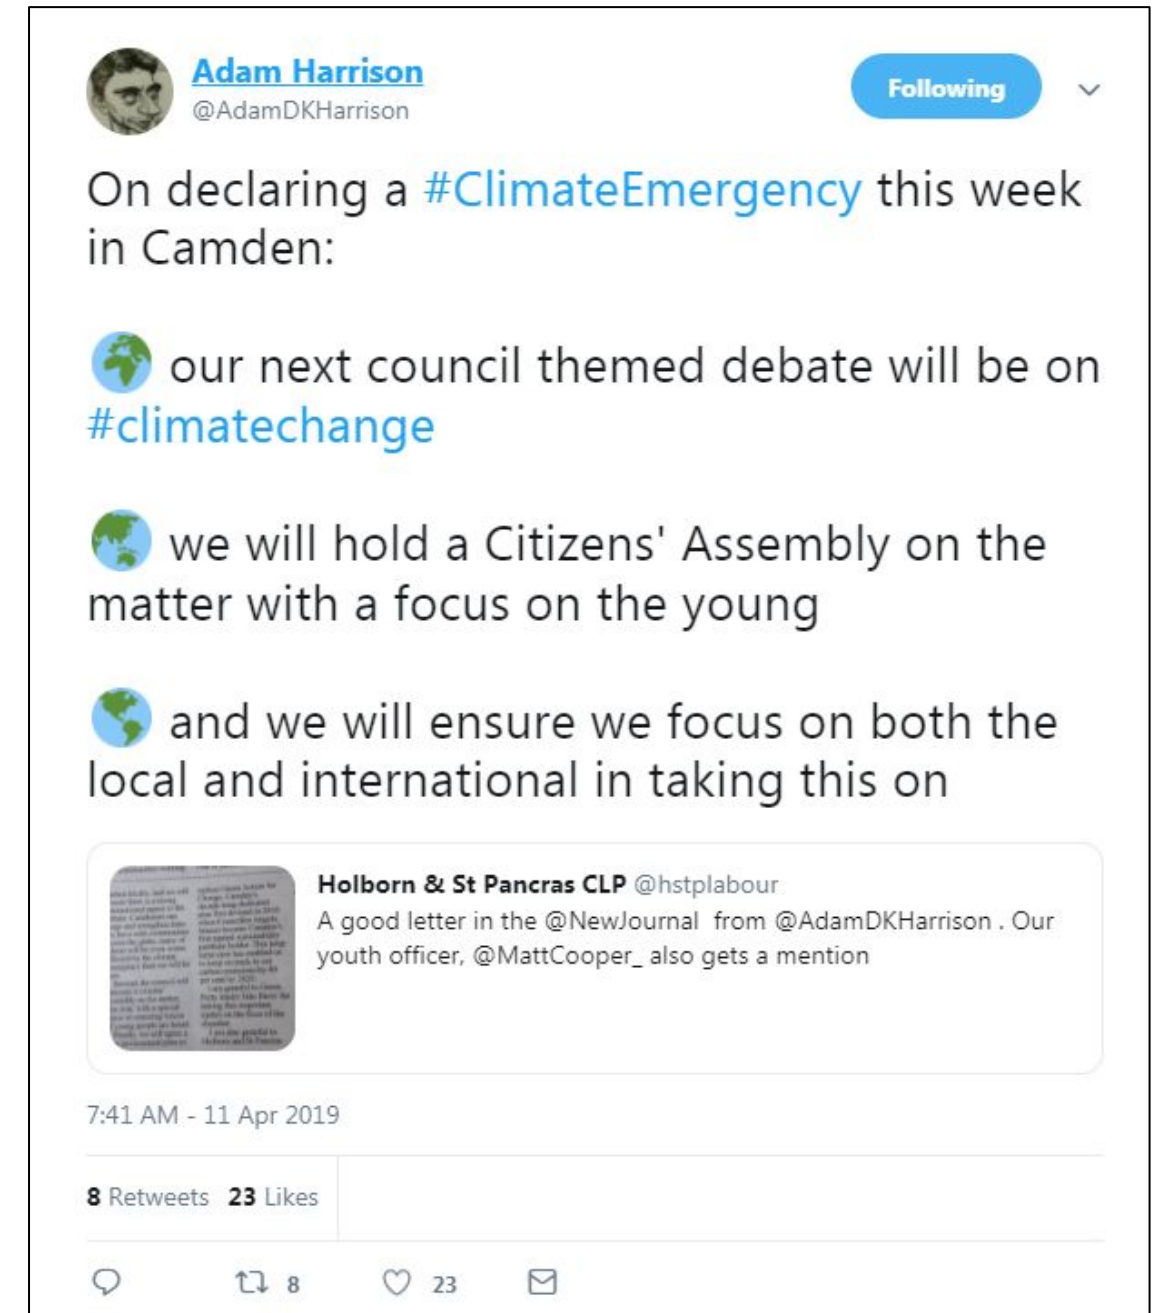 Adam Harrison
@AdamDKHarrison
Following
On declaring a #ClimateEmergency this week
in Camden:
our next council themed debate will be on
#climatechange
we will hold a Citizens' Assembly on the
matter with a focus on the young
and we will ensure we focus on both the
local and international in taking this on
Holborn & St Pancras CLP @hstplabour
A good letter in the @NewJournal from @AdamDKHarrison . Our
youth officer, @MattCooper_ also gets a mention
7:41 AM - 11 Apr 2019
8 Retweets 23 Likes
8 23